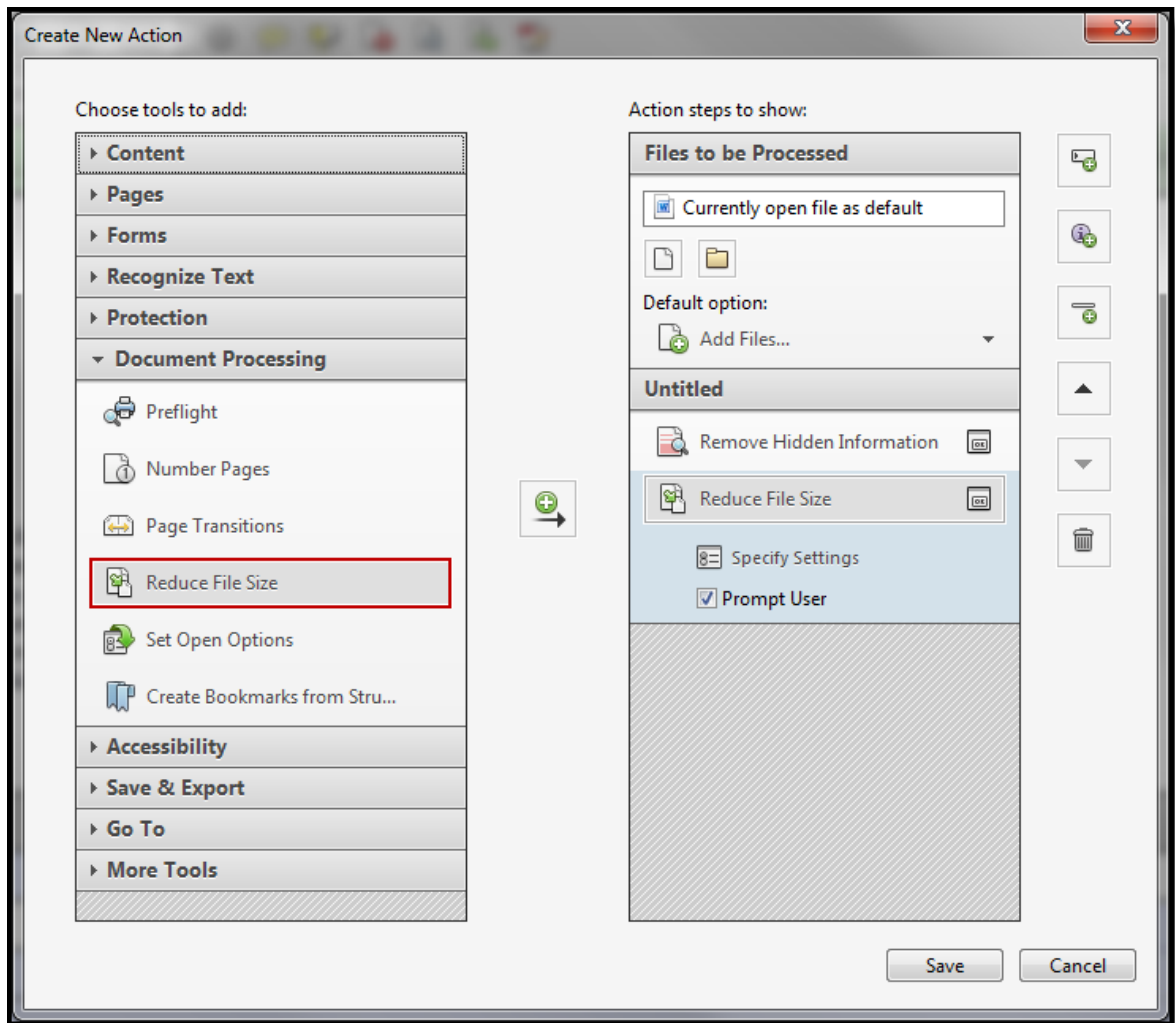 Create New Action
Choose tools to add:
Content
Pages
Forms
Recognize Text
Protection
Document Processing
Preflight
Number Pages
Page Transitions
Reduce File Size
Set Open Options
Create Bookmarks from Stru...
Accessibility
Save & Export
Go To
More Tools
Action steps to show:
Files to be Processed
Currently open file as default
Default option:
Add Files...
Untitled
Remove Hidden Information
Reduce File Size
Specify Settings
Prompt User
Save
Cancel